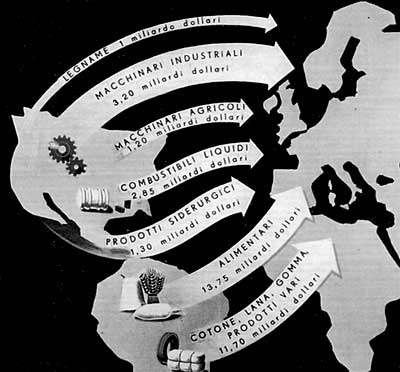 LEGNAME 1 miliardo dollari
MACCHINARI INDUSTRIALI
3,20 miliardi dollari
MACCHINARI AGRICOLI
1,20 miliardi dollari
COMBUSTIBILI LIQUIDI
2,85 miliardi dollari
PRODOTTI SIDERURGICI
1,30 miliardi dollari
ALIMENTARI
13,75 miliardi dollari
COTONE, LANA, GOMMA,
PRODOTTI VARI
11,70 miliardi dollari